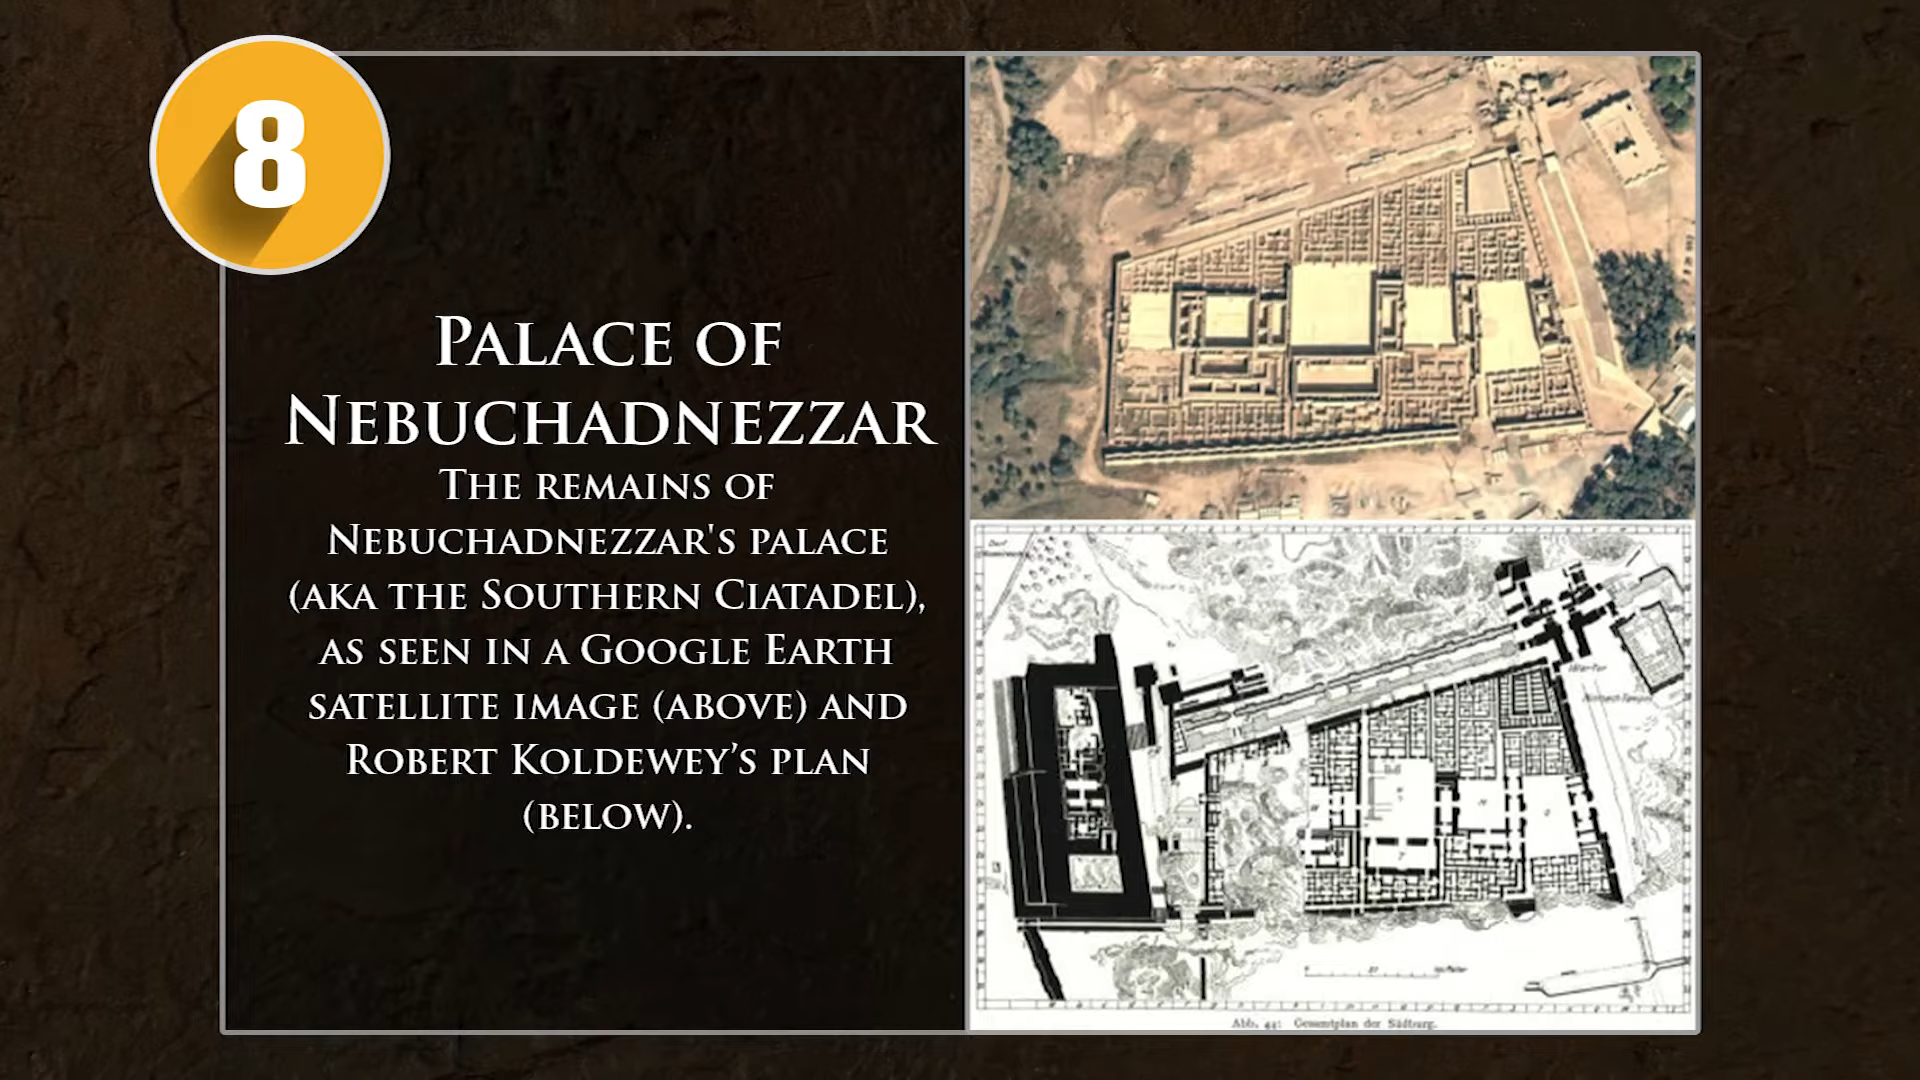 8
Palace of
Nebuchadnezzar
The remains of
Nebuchadnezzar's palace
(aka the Southern Ciatadel),
as seen in a Google Earth
satellite image (above) and
Robert Koldewey’s plan
(below).
Abb. 44: Gesamtplan der Südburg.